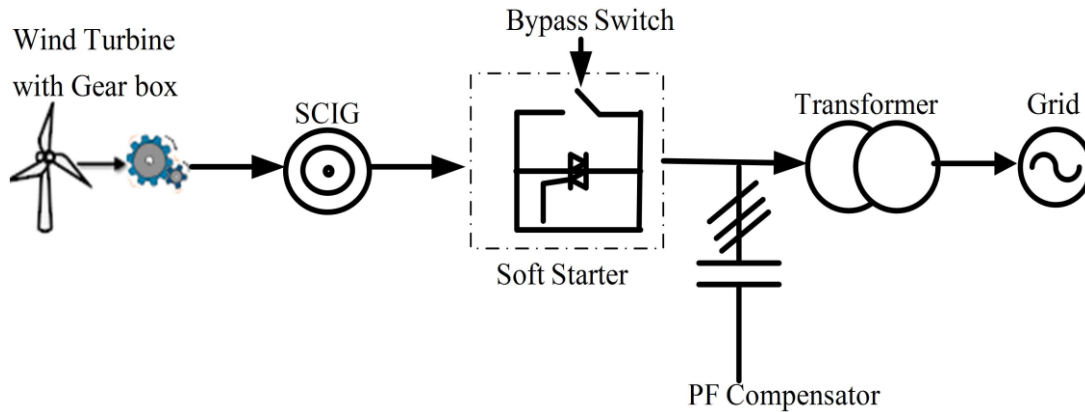 Wind Turbine
with Gear box
SCIG
Bypass Switch
Soft Starter
PF Compensator
Transformer
Grid